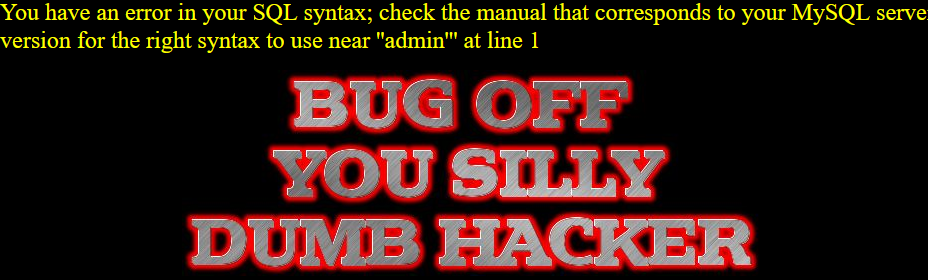 You have an error in your SQL syntax; check the manual that corresponds to your MySQL server
version for the right syntax to use near ''admin''' at line 1
BUG OFF
YOU SILLY
DUMB HACKER